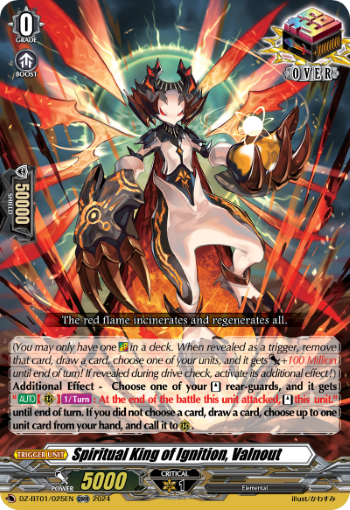 0
GRADE
BOOST
OVER
50000
SHIELD
The red flame incinerates and regenerates all.
(You may only have one in a deck. When revealed as a trigger, remove
that card, draw a card, choose one of your units, and it gets +100 Million
until end of turn! If revealed during drive check, activate its additional effect!)
Additional Effect - Choose one of your rear-guards, and it gets
"AUTO [ ] 1/Turn : At the end of the battle this unit attacked, this unit."
until end of turn. If you did not choose a card, draw a card, choose up to one
unit card from your hand, and call it to .
TRIGGER UNIT
Spiritual King of Ignition, Valnout
POWER 5000
CRITICAL
1
Elemental
DZ-BT01/025EN 2024
illust/かわすみ